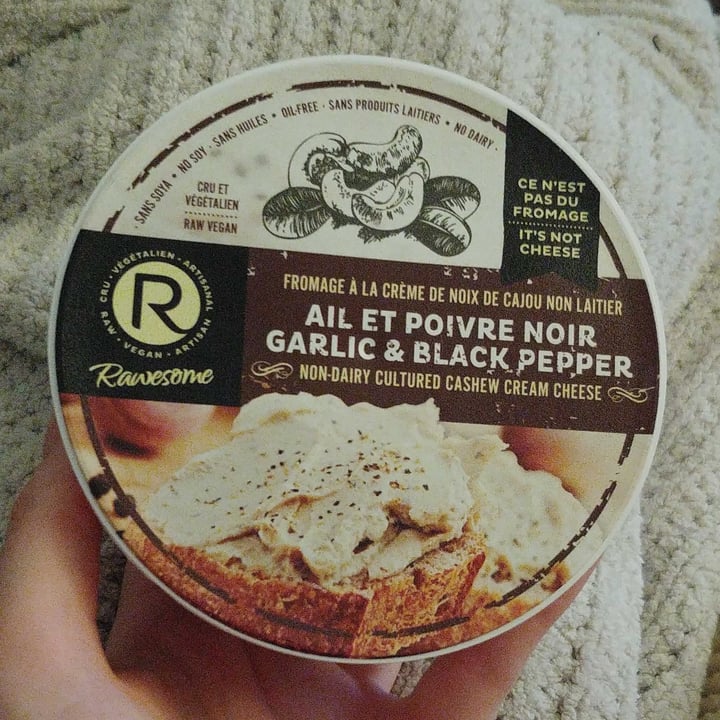 SANS SOYA • NO SOY · SANS HUILES • OIL-FREE · SANS PRODUITS LAITIERS • NO DAIRY ·
CRU ET
VÉGÉTALIEN
RAW VEGAN
CE N'EST
PAS DU
FROMAGE
IT'S NOT
CHEESE
CRU · VÉGÉTALIEN · ARTISANAL
R
RAW · VEGAN · ARTISAN
Rawesome
FROMAGE À LA CRÈME DE NOIX DE CAJOU NON LAITIER
AIL ET POIVRE NOIR
GARLIC & BLACK PEPPER
NON-DAIRY CULTURED CASHEW CREAM CHEESE